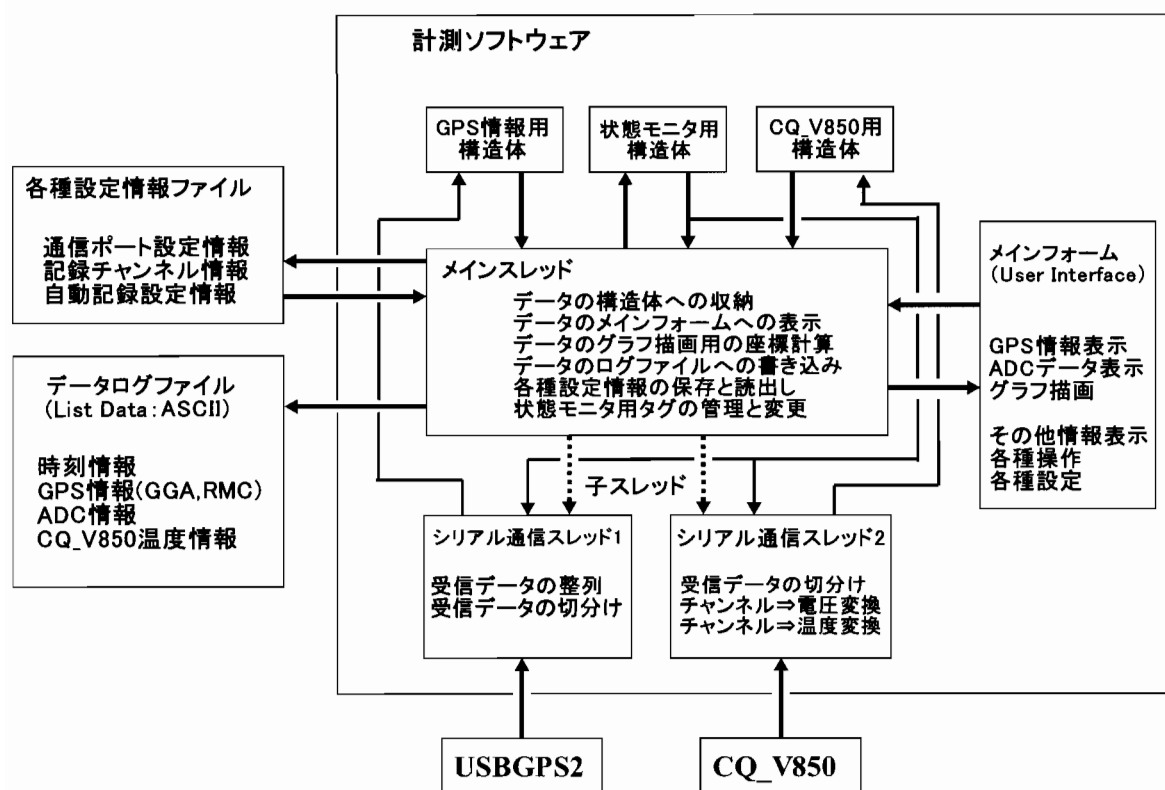 計測ソフトウェア
GPS情報用
構造体
状態モニタ用
構造体
CQ_V850用
構造体
各種設定情報ファイル
通信ポート設定情報
記録チャンネル情報
自動記録設定情報
データログファイル
(List Data:ASCII)
時刻情報
GPS情報(GGA,RMC)
ADC情報
CQ_V850温度情報
メインスレッド
データの構造体への収納
データのメインフォームへの表示
データのグラフ描画用の座標計算
データのログファイルへの書き込み
各種設定情報の保存と読出し
状態モニタ用タグの管理と変更
メインフォーム
(User Interface)
GPS情報表示
ADCデータ表示
グラフ描画
その他情報表示
各種操作
各種設定
子スレッド
シリアル通信スレッド1
受信データの整列
受信データの切分け
シリアル通信スレッド2
受信データの切分け
チャンネル⇒電圧変換
チャンネル⇒温度変換
USBGPS2
CQ_V850